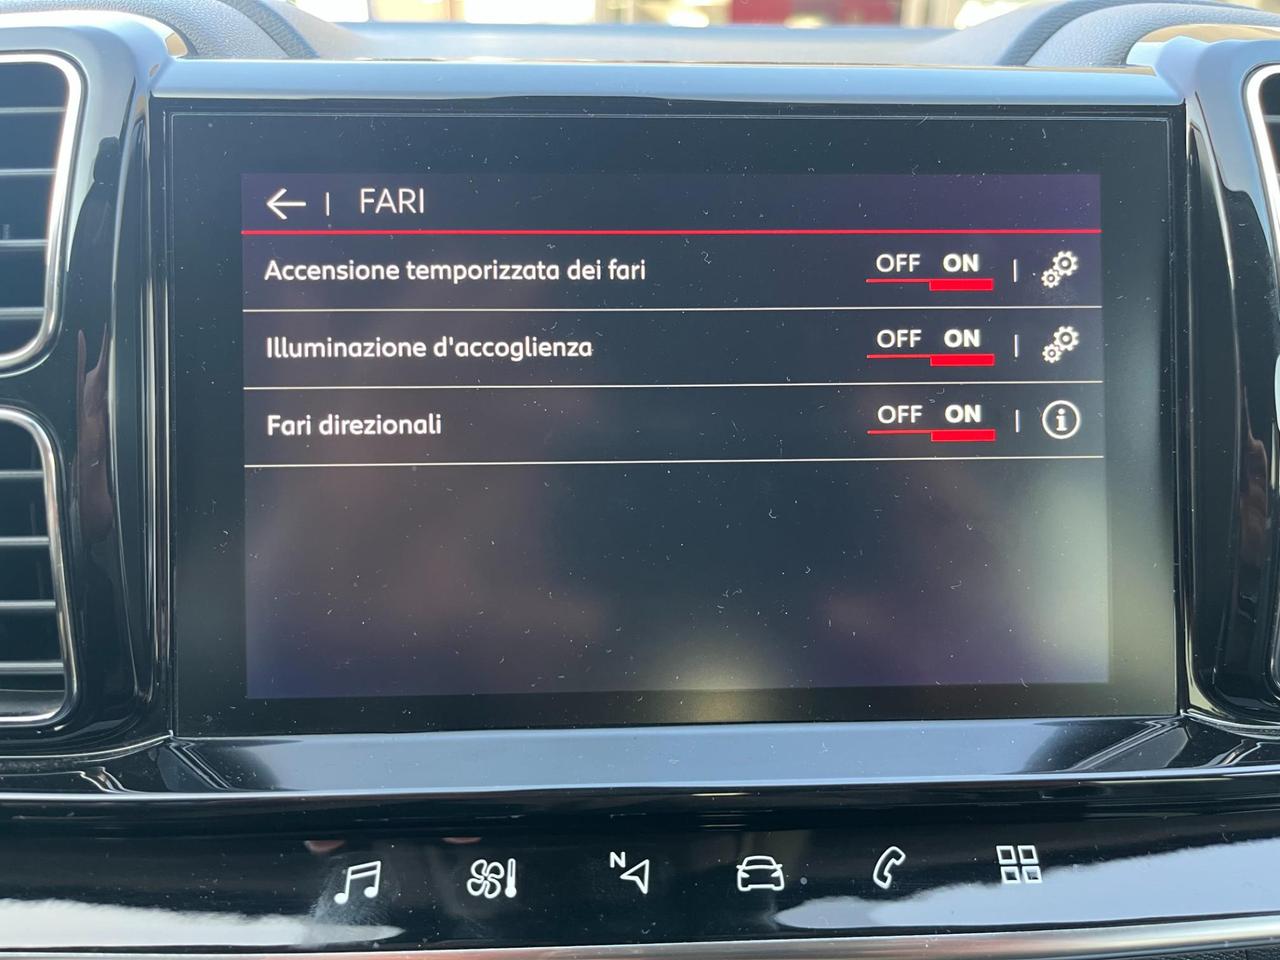 FARI
Accensione temporizzata dei fari OFF ON
Illuminazione d'accoglienza OFF ON
Fari direzionali OFF ON i
N